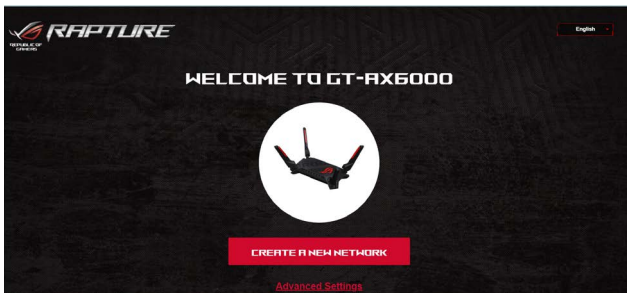 RAPTURE
REPUBLIC OF
GAMERS
English
WELCOME TO GT-AX6000
CREATE A NEW NETWORK
Advanced Settings